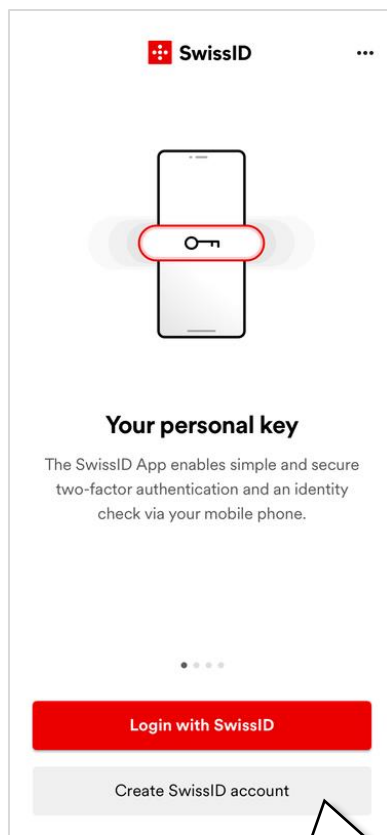 SwissID
Your personal key
The SwissID App enables simple and secure
two-factor authentication and an identity
check via your mobile phone.
Login with SwissID
Create SwissID account